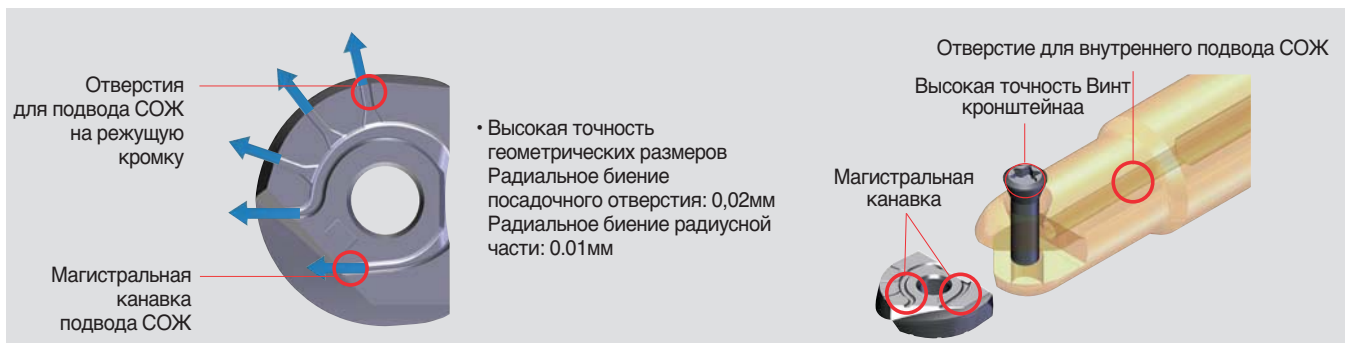 Отверстия
для подвода СОЖ
на режущую
кромку
Магистральная
канавка
подвода СОЖ
• Высокая точность
геометрических размеров
Радиальное биение
посадочного отверстия: 0,02мм
Радиальное биение радиусной
части: 0.01мм
Отверстие для внутреннего подвода СОЖ
Высокая точность Винт
кронштейнаа
Магистральная
канавка